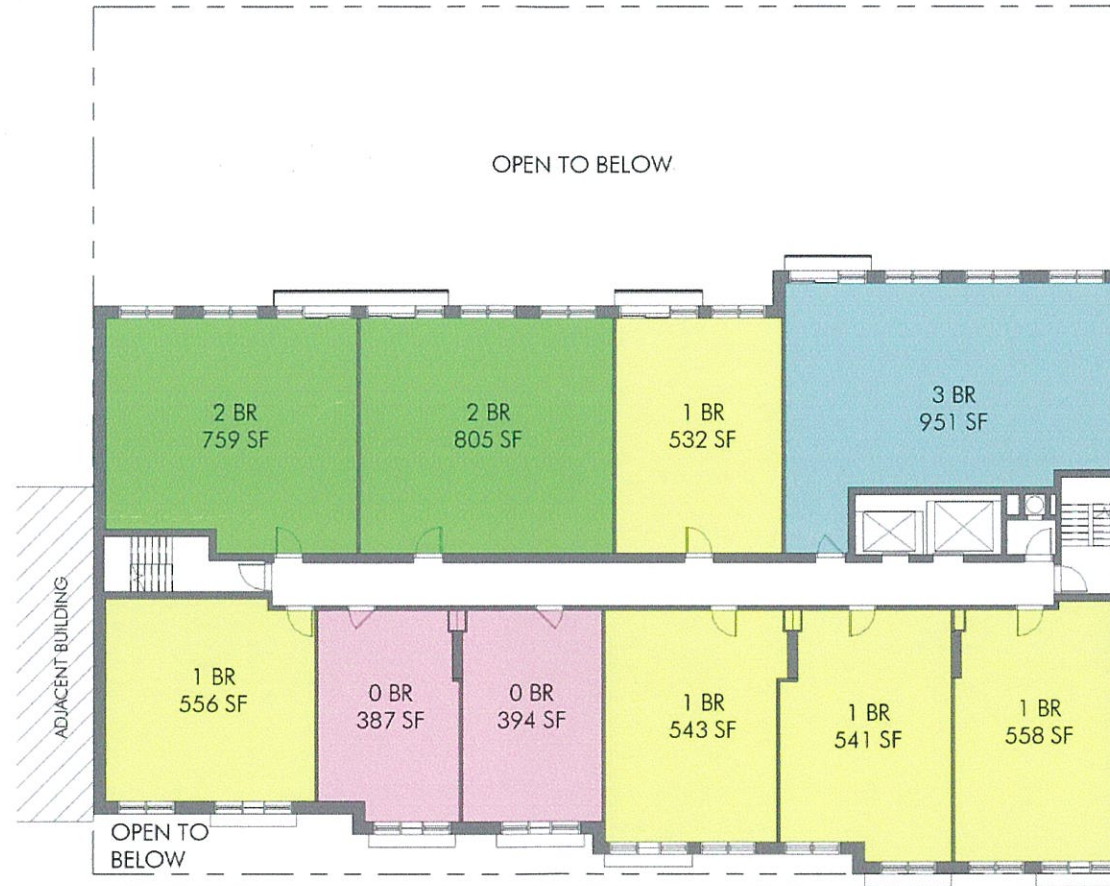 OPEN TO BELOW
2 BR
759 SF
2 BR
805 SF
1 BR
532 SF
3 BR
951 SF
ADJACENT BUILDING
1 BR
556 SF
0 BR
387 SF
0 BR
394 SF
1 BR
543 SF
1 BR
541 SF
1 BR
558 SF
OPEN TO
BELOW